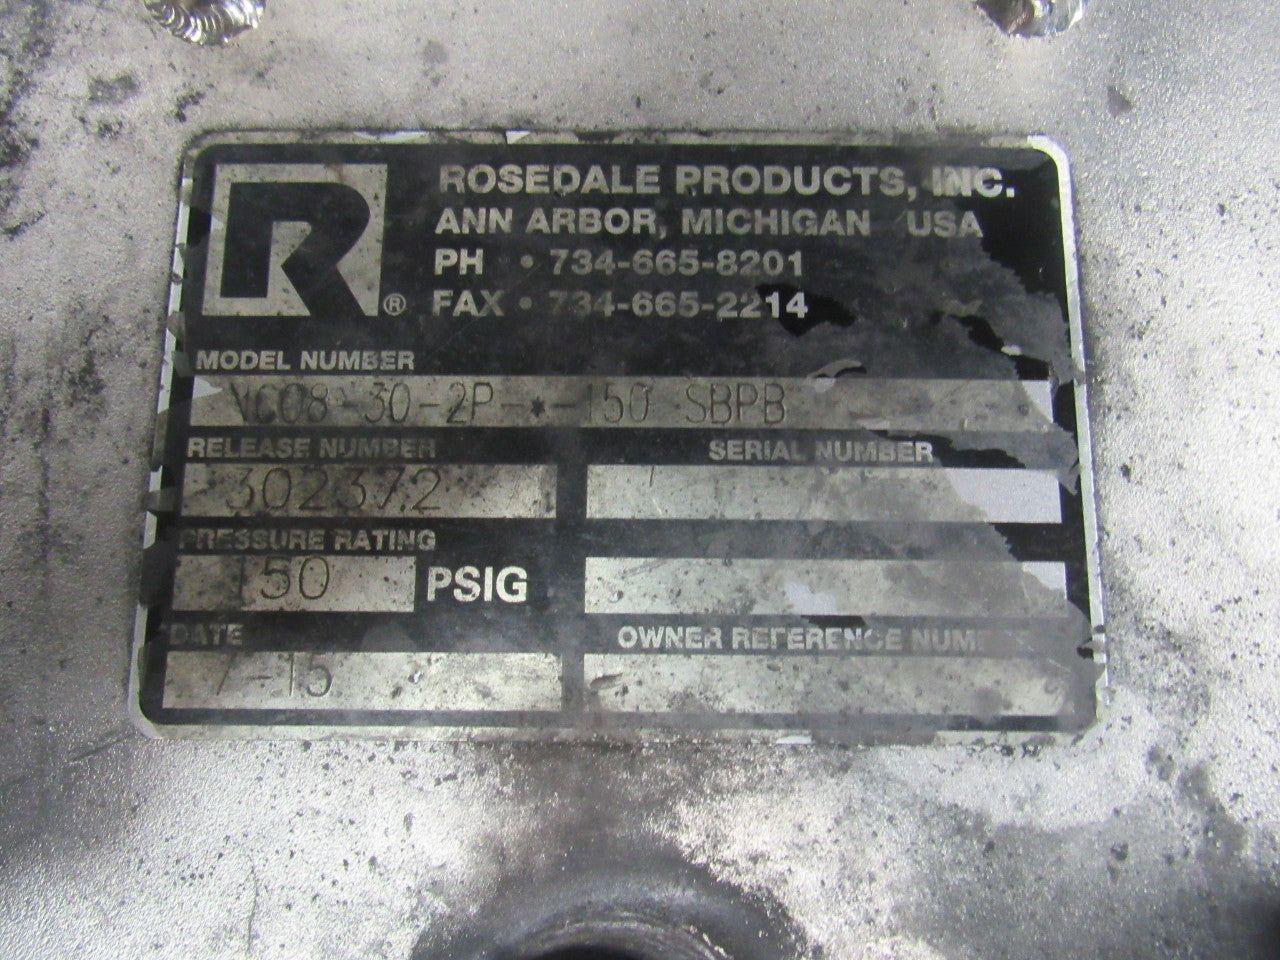 R®
ROSEDALE PRODUCTS, INC.
ANN ARBOR, MICHIGAN USA
PH • 734-665-8201
FAX • 734-665-2214
MODEL NUMBER
NCO8-30-2P-*-150 SBPB
RELEASE NUMBER SERIAL NUMBER
302372
PRESSURE RATING
150 PSIG
DATE OWNER REFERENCE
7-15